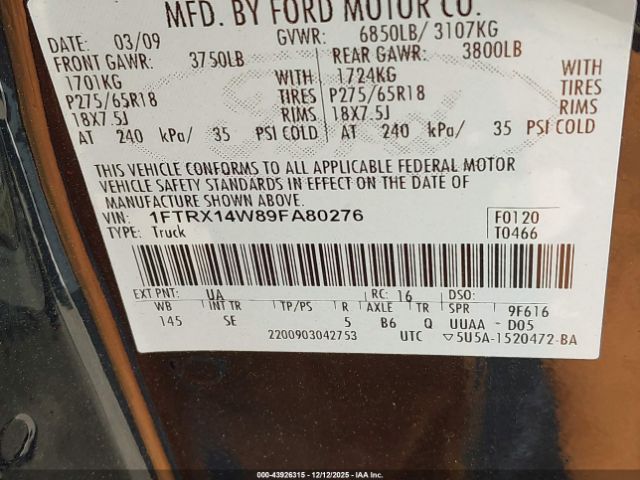 MFD. BY FORD MOTOR CO.
DATE: 03/09 GVWR: 6850LB/ 3107KG
FRONT GAWR: 3750LB REAR GAWR: 3800LB
1701KG WITH 1724KG WITH
P275/65R18 TIRES P275/65R18 TIRES
18X7.5J RIMS 18X7.5J RIMS
AT 240 kPa/ 35 PSI COLD AT 240 kPa/ 35 PSI COLD
THIS VEHICLE CONFORMS TO ALL APPLICABLE FEDERAL MOTOR
VEHICLE SAFETY STANDARDS IN EFFECT ON THE DATE OF
MANUFACTURE SHOWN ABOVE.
VIN: 1FTRX14W89FA80276 F0120
TYPE: Truck T0466
EXT PNT: UA RC: 16 DSO:
WB INT TR TP/PS R AXLE TR SPR 9F616
145 SE 5 B6 Q UUAA - D05
2200903042753 UTC ▽5U5A-1520472-BA
000-43926315 - 12/12/2025 - IAAI.COM